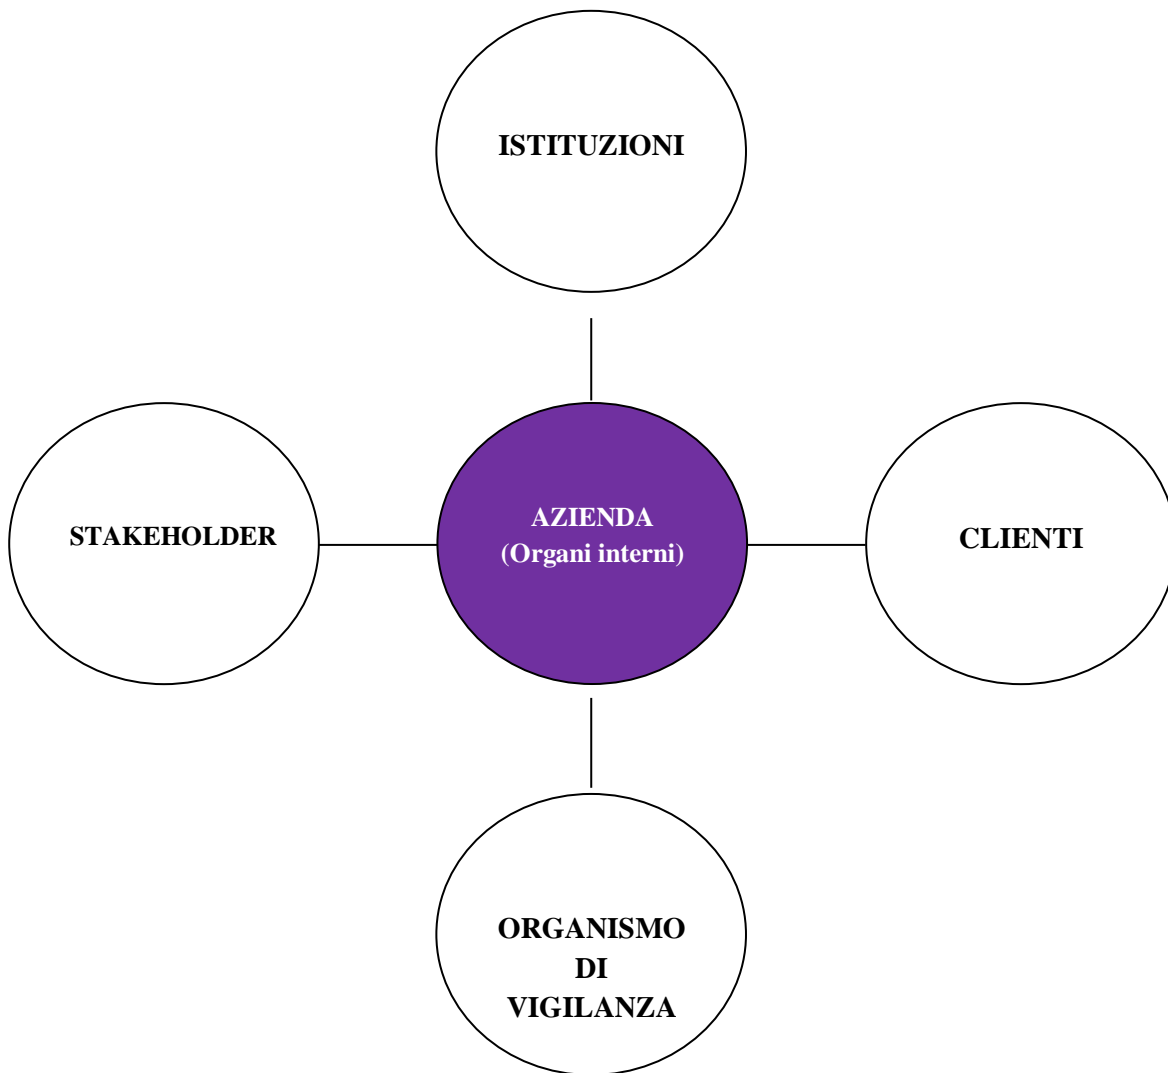 ISTITUZIONI
STAKEHOLDER
AZIENDA
(Organi interni)
CLIENTI
ORGANISMO
DI
VIGILANZA